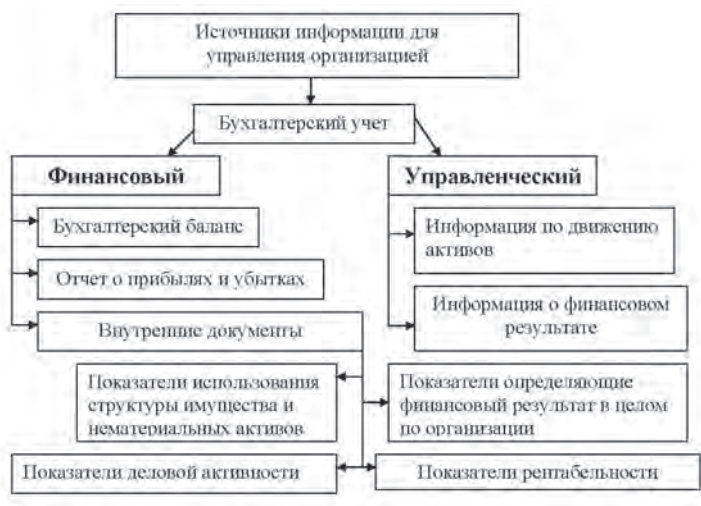 Источники информации для
управления организацией
Бухгалтерский учет
Финансовый
Управленческий
Бухгалтерский баланс
Отчет о прибылях и убытках
Внутренние документы
Информация по движению
активов
Информация о финансовом
результате
Показатели использования
структуры имущества и
нематериальных активов
Показатели определяющие
финансовый результат в целом
по организации
Показатели деловой активности
Показатели рентабельности